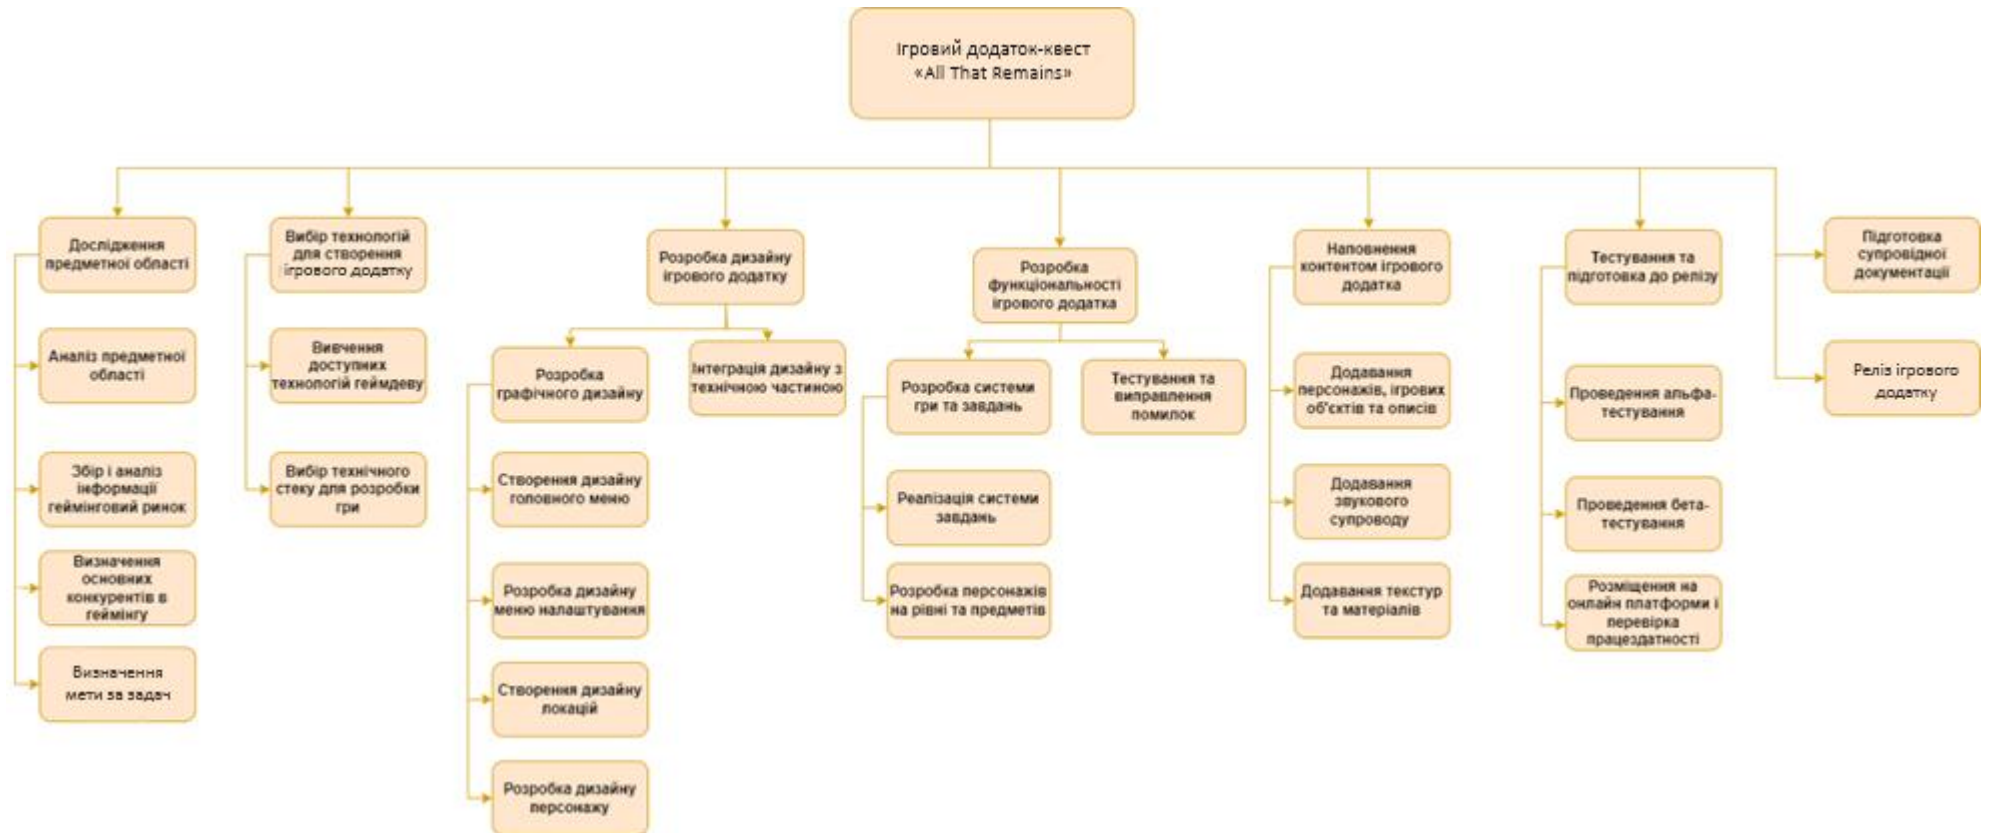 Ігровий додаток-квест
«All That Remains»
Дослідження
предметної області
Аналіз предметної
області
Збір і аналіз
інформації
геймінговий ринок
Визначення
основних
конкурентів в
геймінгу
Визначення
мети за задач
Вибір технологій
для створення
ігрового додатку
Вивчення
доступних
технологій геймдеву
Вибір технічного
стеку для розробки
гри
Розробка дизайну
ігрового додатку
Розробка
графічного дизайну
Створення дизайну
головного меню
Розробка дизайну
меню налаштування
Створення дизайну
локацій
Розробка дизайну
персонажу
Інтеграція дизайну з
технічною частиною
Розробка
функціональності
ігрового додатка
Розробка системи
гри та завдань
Реалізація системи
завдань
Розробка персонажів
на рівні та предметів
Тестування та
виправлення
помилок
Наповнення
контентом ігрового
додатка
Додавання
персонажів, ігрових
об'єктів та описів
Додавання
звукового
супроводу
Додавання текстур
та матеріалів
Тестування та
підготовка до релізу
Проведення альфа-
тестування
Проведення бета-
тестування
Розміщення на
онлайн платформи і
перевірка
працездатності
Підготовка
супровідної
документації
Реліз ігрового
додатку